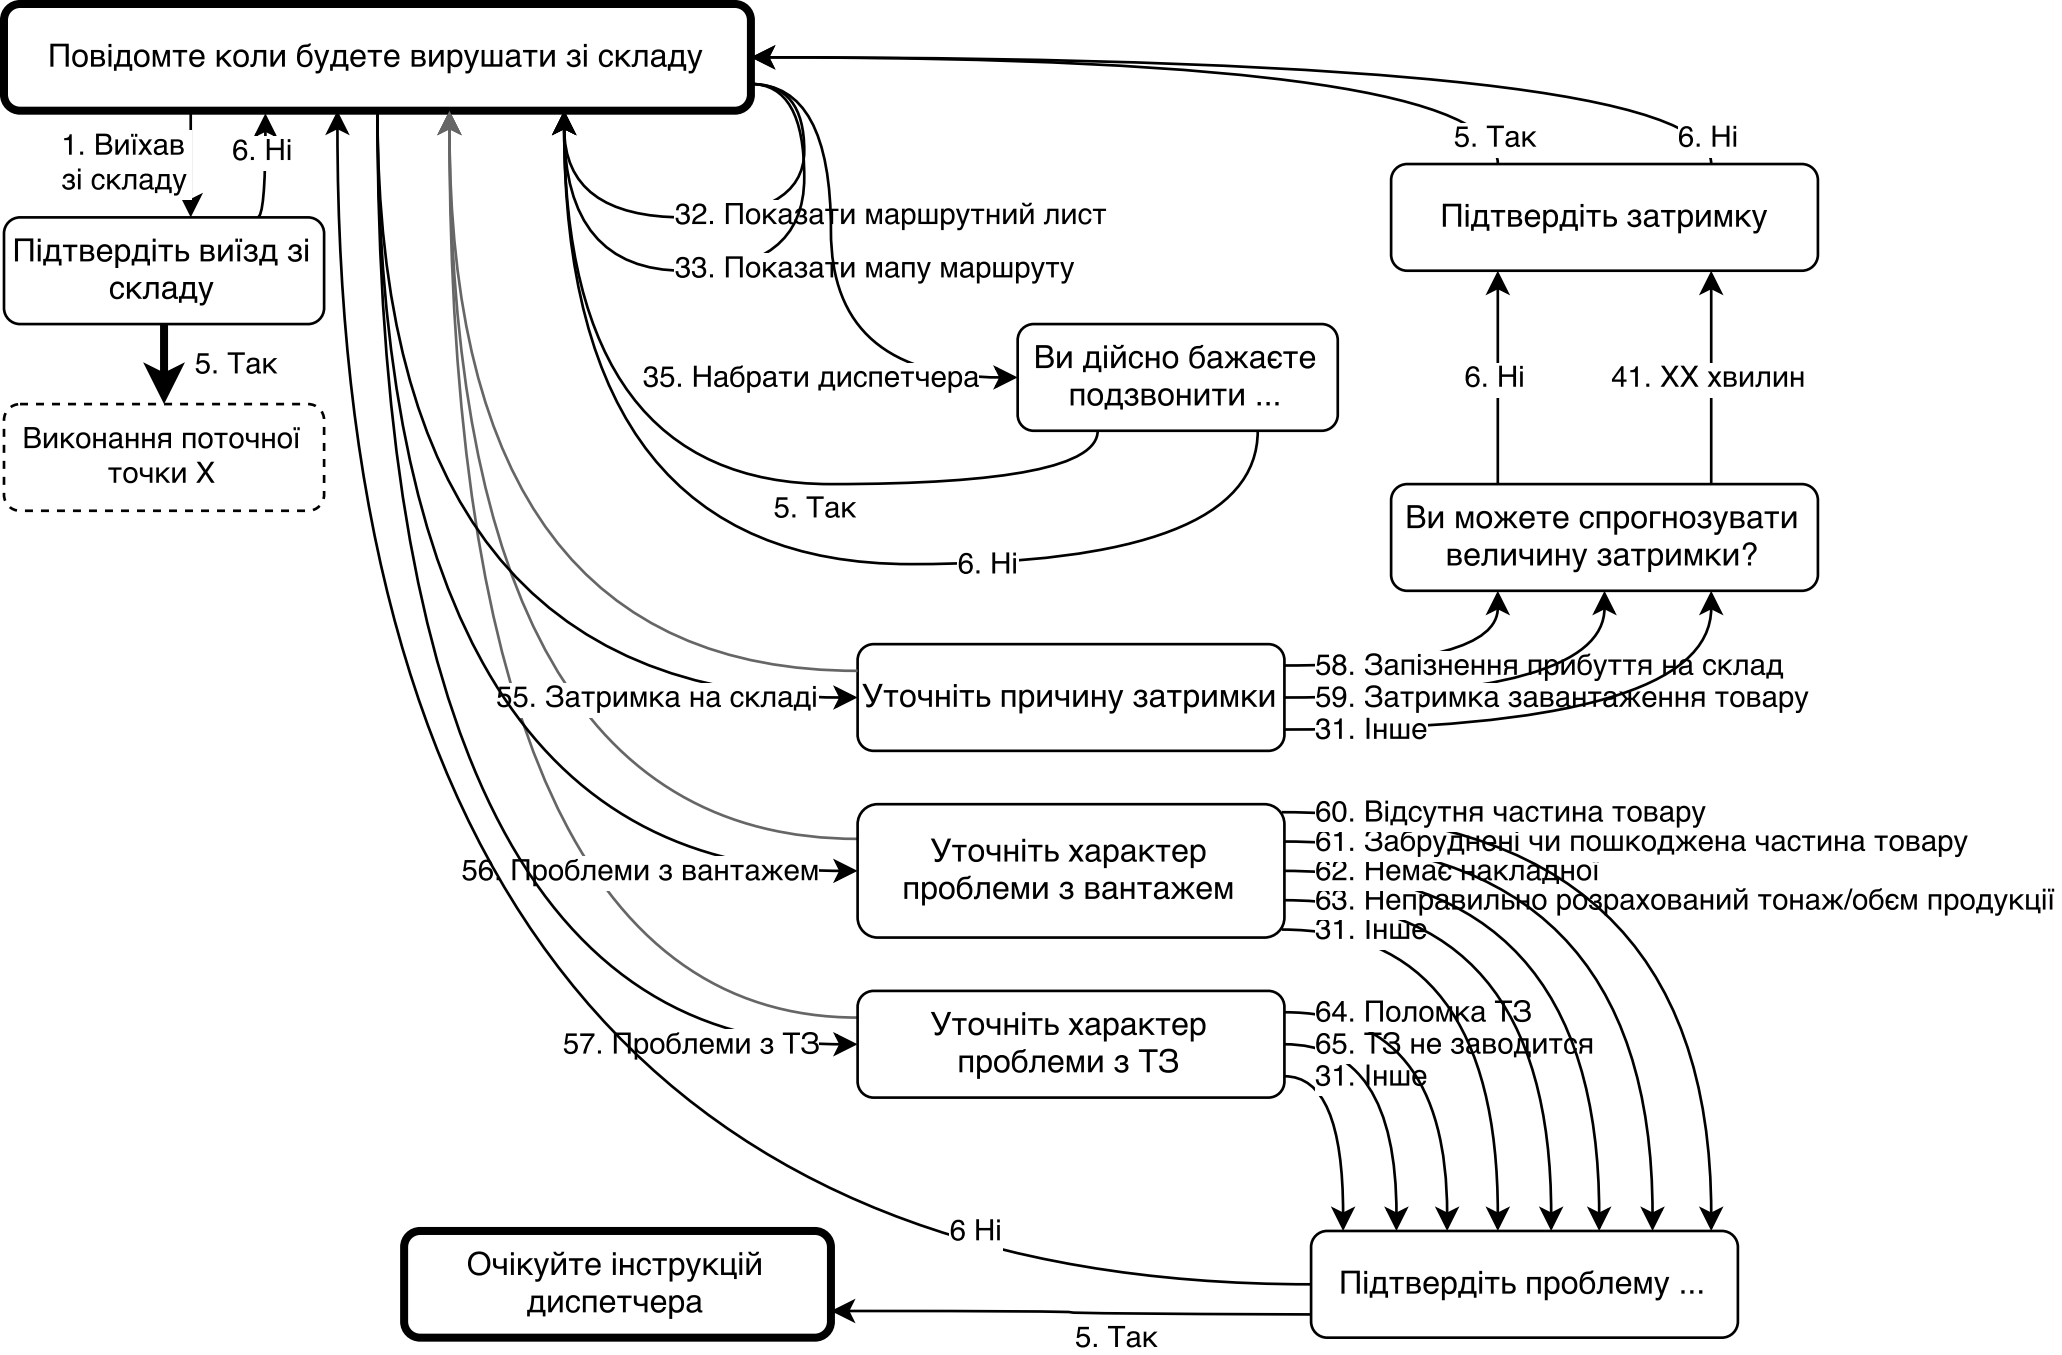 Повідомте коли будете вирушати зі складу
5. Так
6. Ні
1. Виїхав
зі складу
6. Ні
32. Показати маршрутний лист
Підтвердіть затримку
Підтвердіть виїзд зі
складу
33. Показати мапу маршруту
5. Так
35. Набрати диспетчера
Ви дійсно бажаєте
подзвонити ...
6. Ні
41. XX хвилин
Виконання поточної
точки X
5. Так
6. Ні
Ви можете спрогнозувати
величину затримки?
55. Затримка на складі
Уточніть причину затримки
58. Запізнення прибуття на склад
59. Затримка завантаження товару
31. Інше
56. Проблеми з вантажем
Уточніть характер
проблеми з вантажем
60. Відсутня частина товару
61. Забруднені чи пошкоджена частина товару
62. Немає накладної
63. Неправильно розрахований тонаж/обєм продукції
31. Інше
57. Проблеми з ТЗ
Уточніть характер
проблеми з ТЗ
64. Поломка ТЗ
65. ТЗ не заводится
31. Інше
6 Ні
Очікуйте інструкцій
диспетчера
Підтвердіть проблему ...
5. Так